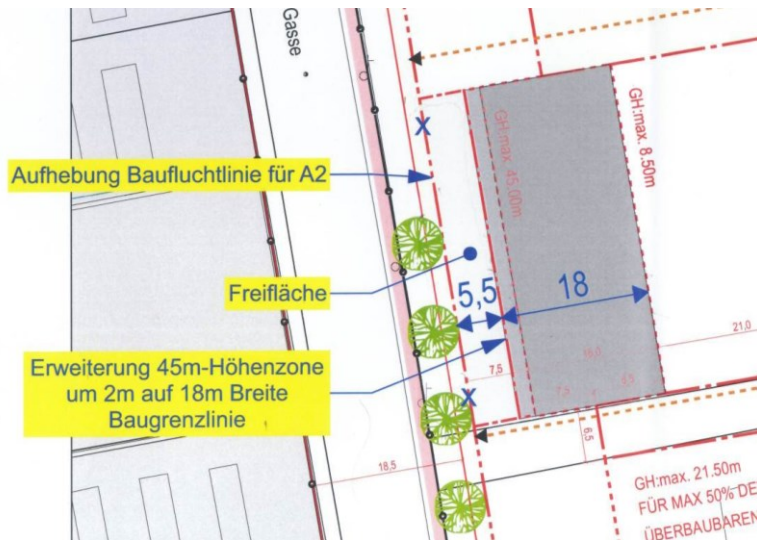 Gasse
x
GH:max. 45.00m
GH:max. 8.50m
Aufhebung Baufluchtlinie für A2
Freifläche
5,5
18
21,0
Erweiterung 45m-Höhenzone
um 2m auf 18m Breite
Baugrenzlinie
7,5
x
6,5
18,5
GH:max. 21.50m
FÜR MAX 50% DE
ÜBERBAUBAREN